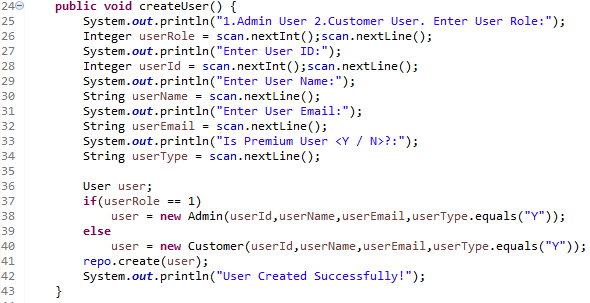 24 public void createUser() {
25 System.out.println("1.Admin User 2.Customer User. Enter User Role:");
26 Integer userRole = scan.nextInt();scan.nextLine();
27 System.out.println("Enter User ID:");
28 Integer userId = scan.nextInt();scan.nextLine();
29 System.out.println("Enter User Name:");
30 String userName = scan.nextLine();
31 System.out.println("Enter User Email:");
32 String userEmail = scan.nextLine();
33 System.out.println("Is Premium User <Y / N>?:");
34 String userType = scan.nextLine();
35
36 User user;
37 if(userRole == 1)
38 user = new Admin(userId,userName,userEmail,userType.equals("Y"));
39 else
40 user = new Customer(userId,userName,userEmail,userType.equals("Y"));
41 repo.create(user);
42 System.out.println("User Created Successfully!");
43 }